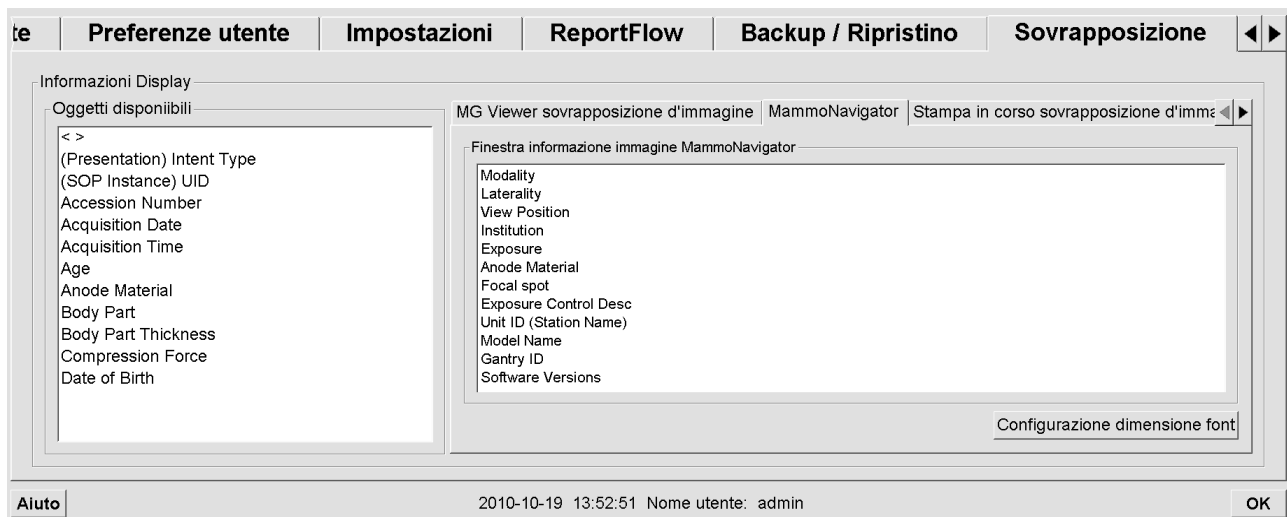 te Preferenze utente Impostazioni ReportFlow Backup / Ripristino Sovrapposizione
Informazioni Display
Oggetti disponiibili
< >
(Presentation) Intent Type
(SOP Instance) UID
Accession Number
Acquisition Date
Acquisition Time
Age
Anode Material
Body Part
Body Part Thickness
Compression Force
Date of Birth
MG Viewer sovrapposizione d'immagine MammoNavigator Stampa in corso sovrapposizione d'imma
Finestra informazione immagine MammoNavigator
Modality
Laterality
View Position
Institution
Exposure
Anode Material
Focal spot
Exposure Control Desc
Unit ID (Station Name)
Model Name
Gantry ID
Software Versions
Configurazione dimensione font
Aiuto 2010-10-19 13:52:51 Nome utente: admin OK